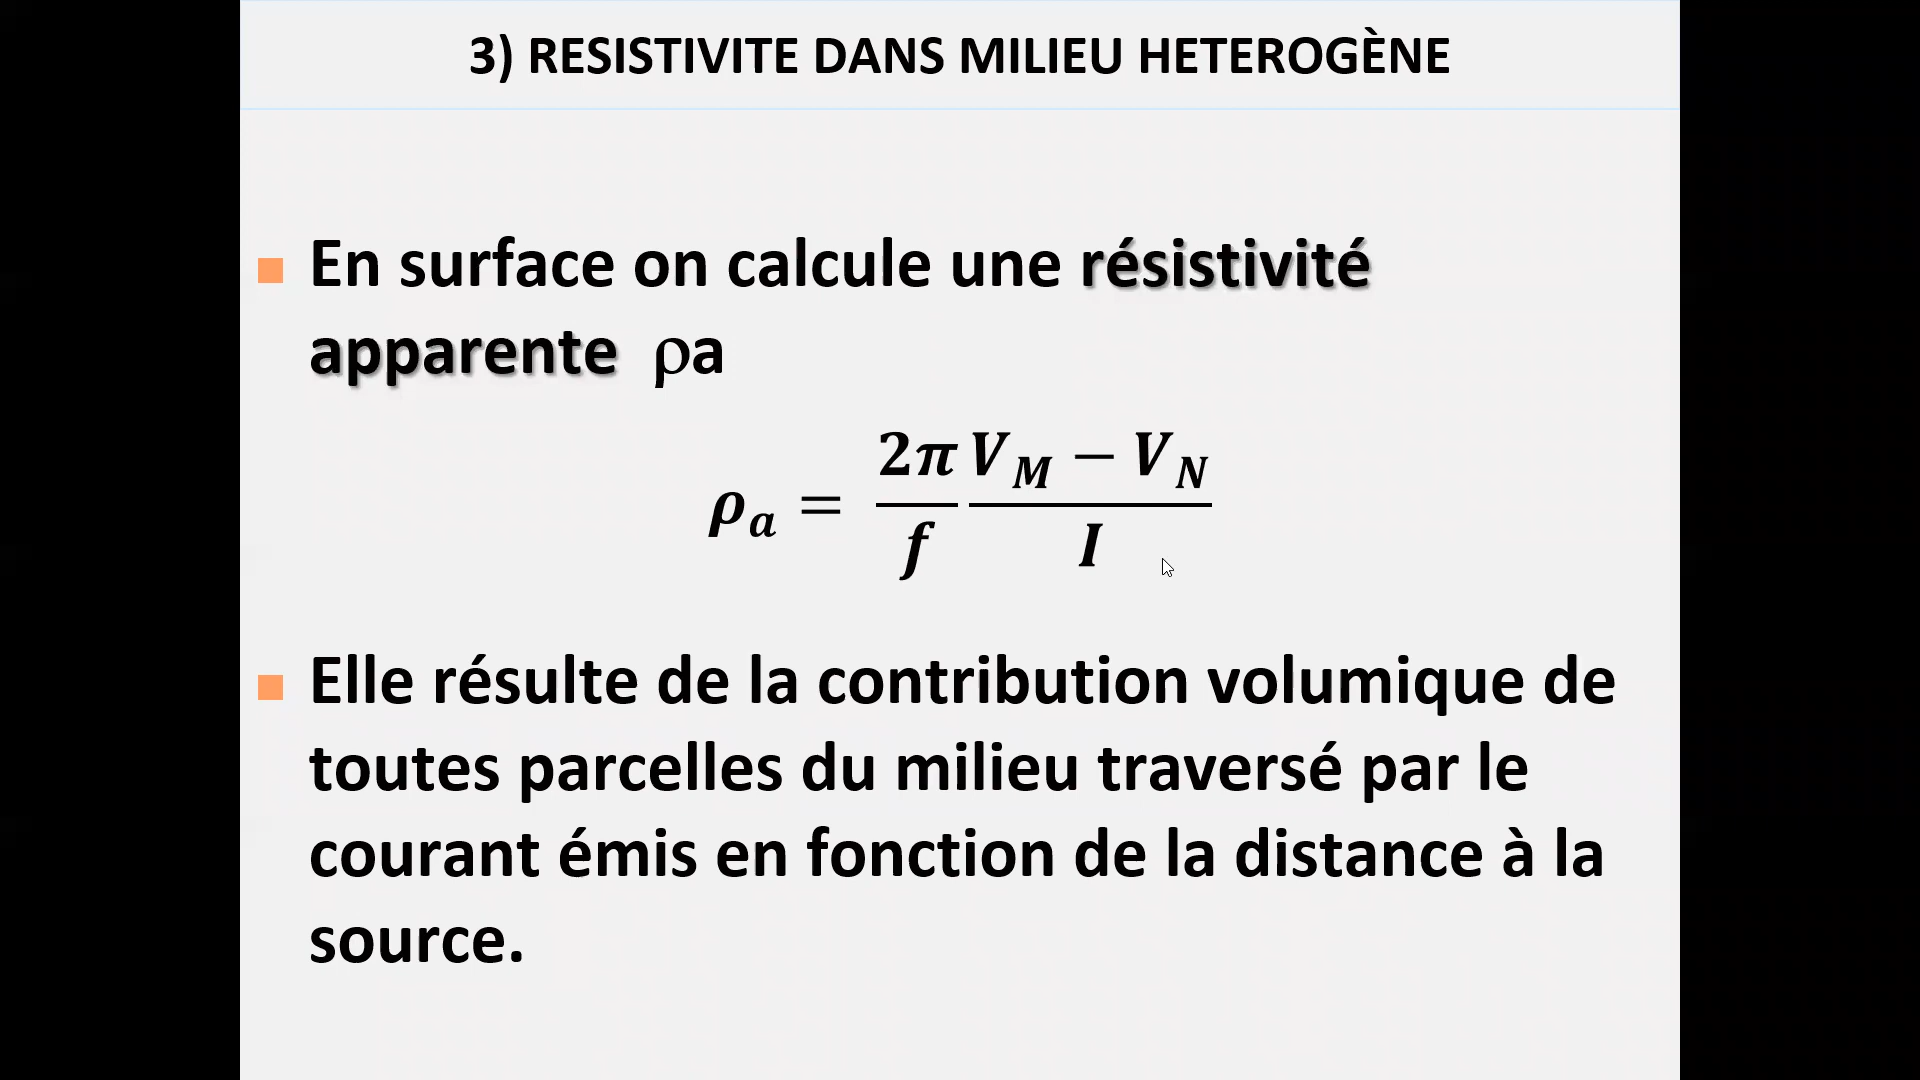 3) RESISTIVITE DANS MILIEU HETEROGÈNE
■ En surface on calcule une résistivité
apparente ρa
ρₐ = 2π/f V_M − V_N/I
■ Elle résulte de la contribution volumique de
toutes parcelles du milieu traversé par le
courant émis en fonction de la distance à la
source.